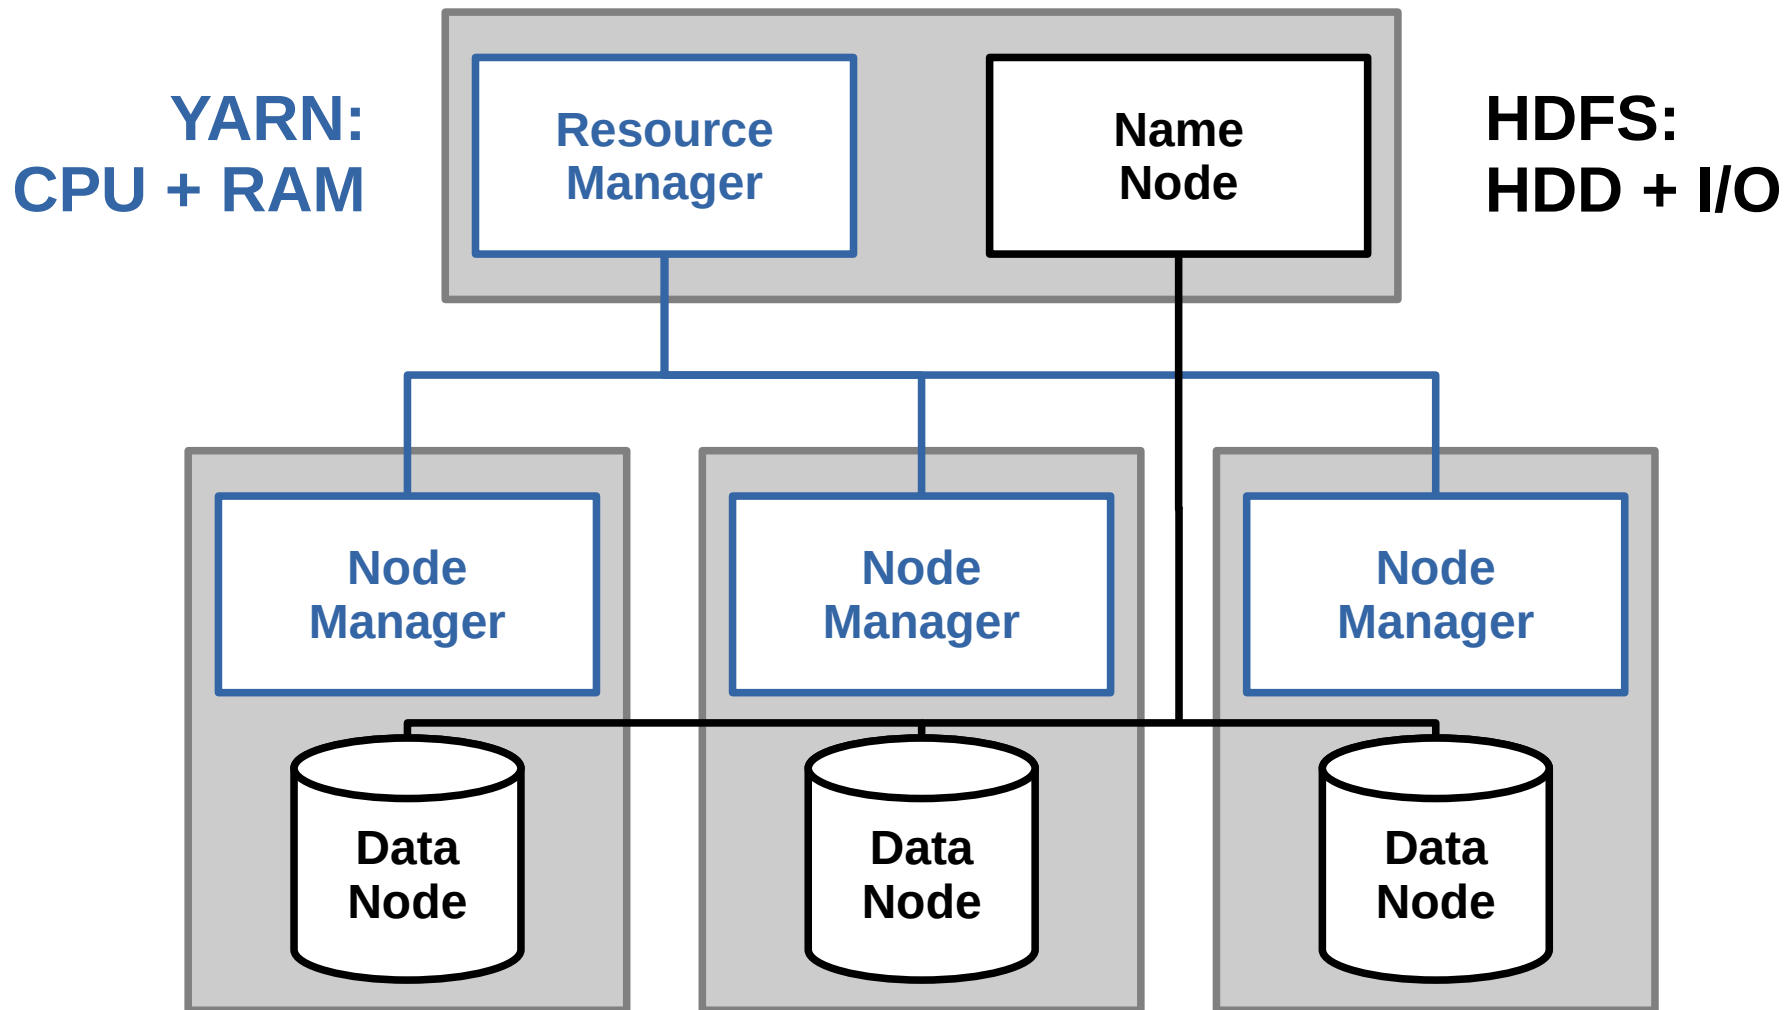 YARN:
CPU + RAM
Resource
Manager
Name
Node
HDFS:
HDD + I/O
Node
Manager
Node
Manager
Node
Manager
Data
Node
Data
Node
Data
Node